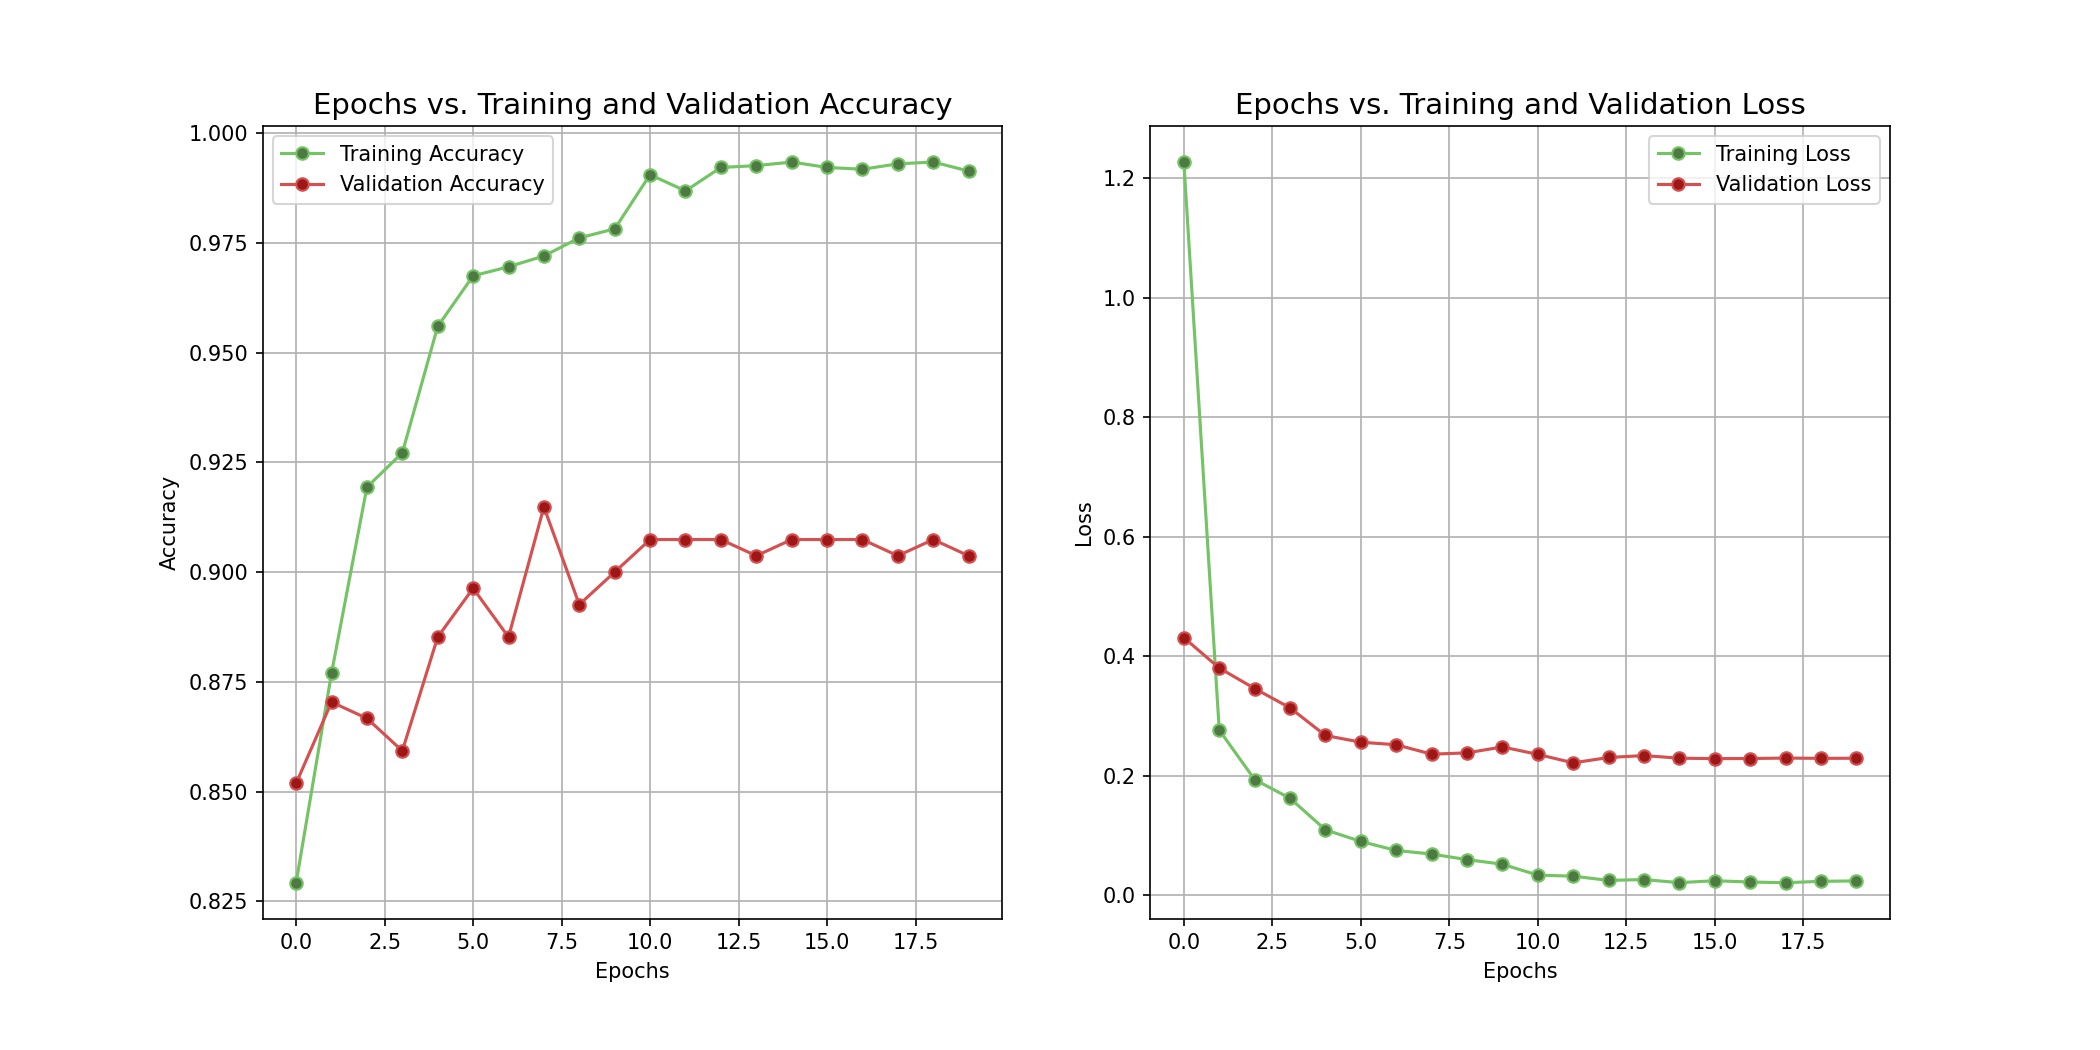 Epochs vs. Training and Validation Accuracy
Training Accuracy
Validation Accuracy
1.000
0.975
0.950
0.925
0.900
0.875
0.850
0.825
Accuracy
0.0 2.5 5.0 7.5 10.0 12.5 15.0 17.5
Epochs
Epochs vs. Training and Validation Loss
Training Loss
Validation Loss
1.2
1.0
0.8
0.6
0.4
0.2
0.0
Loss
0.0 2.5 5.0 7.5 10.0 12.5 15.0 17.5
Epochs